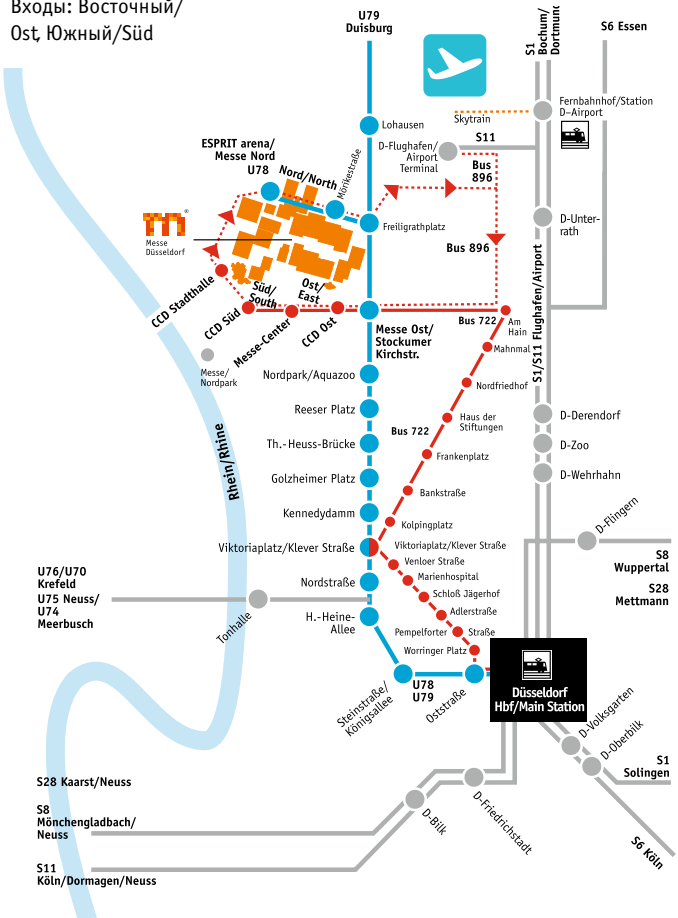 Входы: Восточный/
Ost, Южный/Süd
U79
Duisburg
S1
Bochum/
Dortmund
S6 Essen
Lohausen
Skytrain
Fernbahnhof/Station
D–Airport
S11
D-Flughafen/
Airport
Terminal
Bus
896
ESPRIT arena/
Messe Nord
U78
Nord/North
Mörikestraße
Freiligrathplatz
D-Unter-
rath
®
Messe
Düsseldorf
Bus 896
Süd/
South
Ost/
East
CCD Stadthalle
CCD Süd
Messe-Center
CCD Ost
Messe Ost/
Stockumer
Kirchstr.
Bus 722
Am
Hain
S1/S11 Flughafen/Airport
Messe/
Nordpark
Mahnmal
Nordpark/Aquazoo
Nordfriedhof
Reeser Platz
Haus der
Stiftungen
D-Derendorf
Bus 722
Th.-Heuss-Brücke
D-Zoo
Frankenplatz
Golzheimer Platz
D-Wehrhahn
Rhein/Rhine
Bankstraße
Kennedydamm
Kolpingplatz
D-Flingern
Viktoriaplatz/Klever Straße
Viktoriaplatz/Klever Straße
Venloer Straße
S8
Wuppertal
U76/U70
Krefeld
U75 Neuss/
U74
Meerbusch
Nordstraße
Marienhospital
S28
Mettmann
Schloß Jägerhof
Tonhalle
H.-Heine-
Allee
Adlerstraße
Pempelforter
Straße
Worringer Platz
Steinstraße/
Königsallee
U78
U79
Oststraße
Düsseldorf
Hbf/Main Station
D-Volksgarten
D-Oberbilk
S1
Solingen
S28 Kaarst/Neuss
S8
Mönchengladbach/
Neuss
D-Bilk
D-Friedrichstadt
S6 Köln
S11
Köln/Dormagen/Neuss